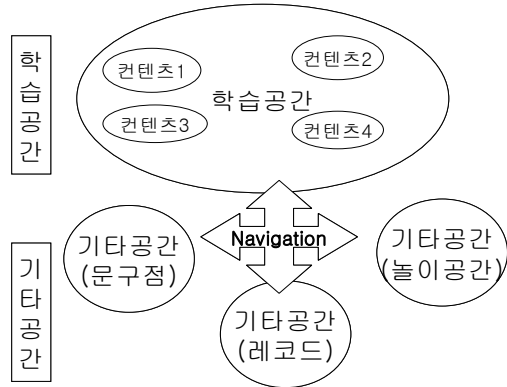 학습공간
컨텐츠1
컨텐츠2
학습공간
컨텐츠3
컨텐츠4
기타공간
Navigation
기타공간
(문구점)
기타공간
(놀이공간)
기타공간
(레코드)